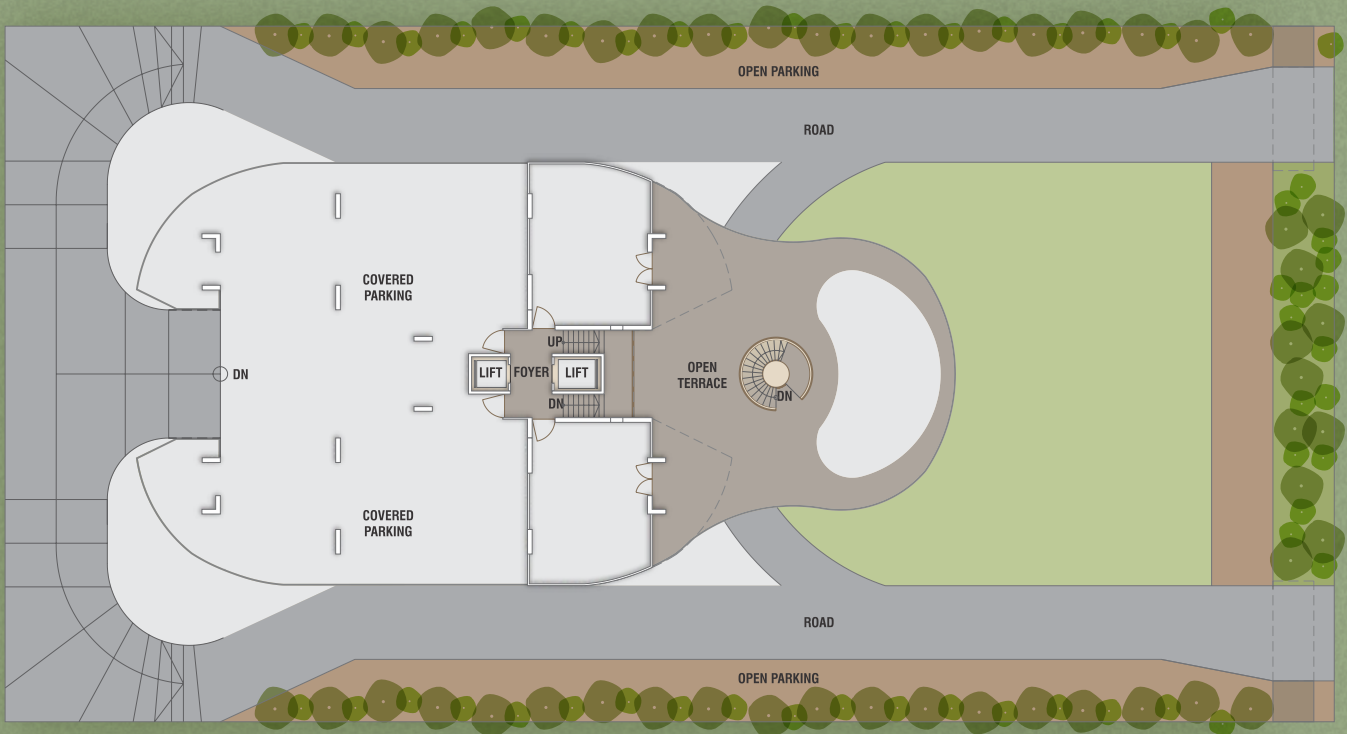 OPEN PARKING
ROAD
COVERED
PARKING
UP
LIFT
FOYER
LIFT
OPEN
TERRACE
DN
DN
DN
COVERED
PARKING
ROAD
OPEN PARKING